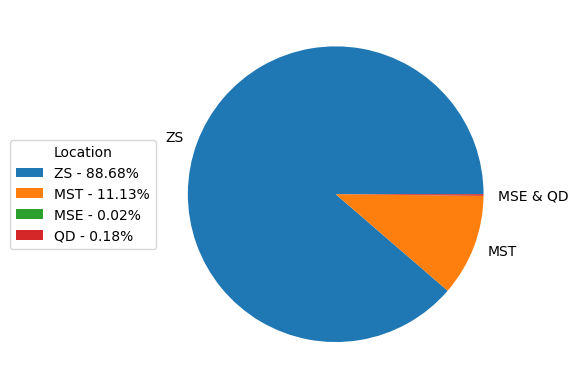 ZS
Location
ZS - 88.68%
MST - 11.13%
MSE - 0.02%
QD - 0.18%
MSE & QD
MST